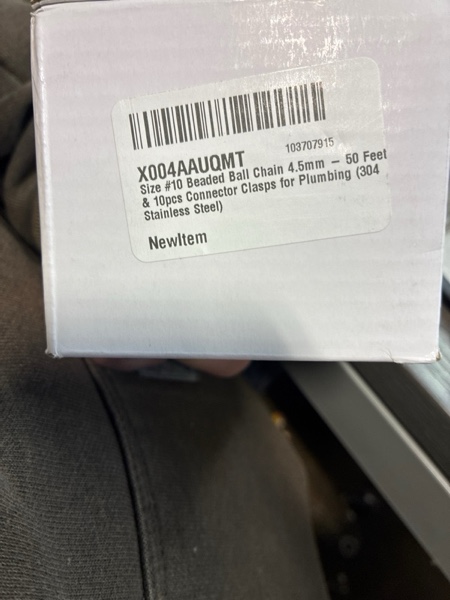 103707915
X004AAUQMT
Size #10 Beaded Ball Chain 4.5mm – 50 Feet
& 10pcs Connector Clasps for Plumbing (304
Stainless Steel)
NewItem